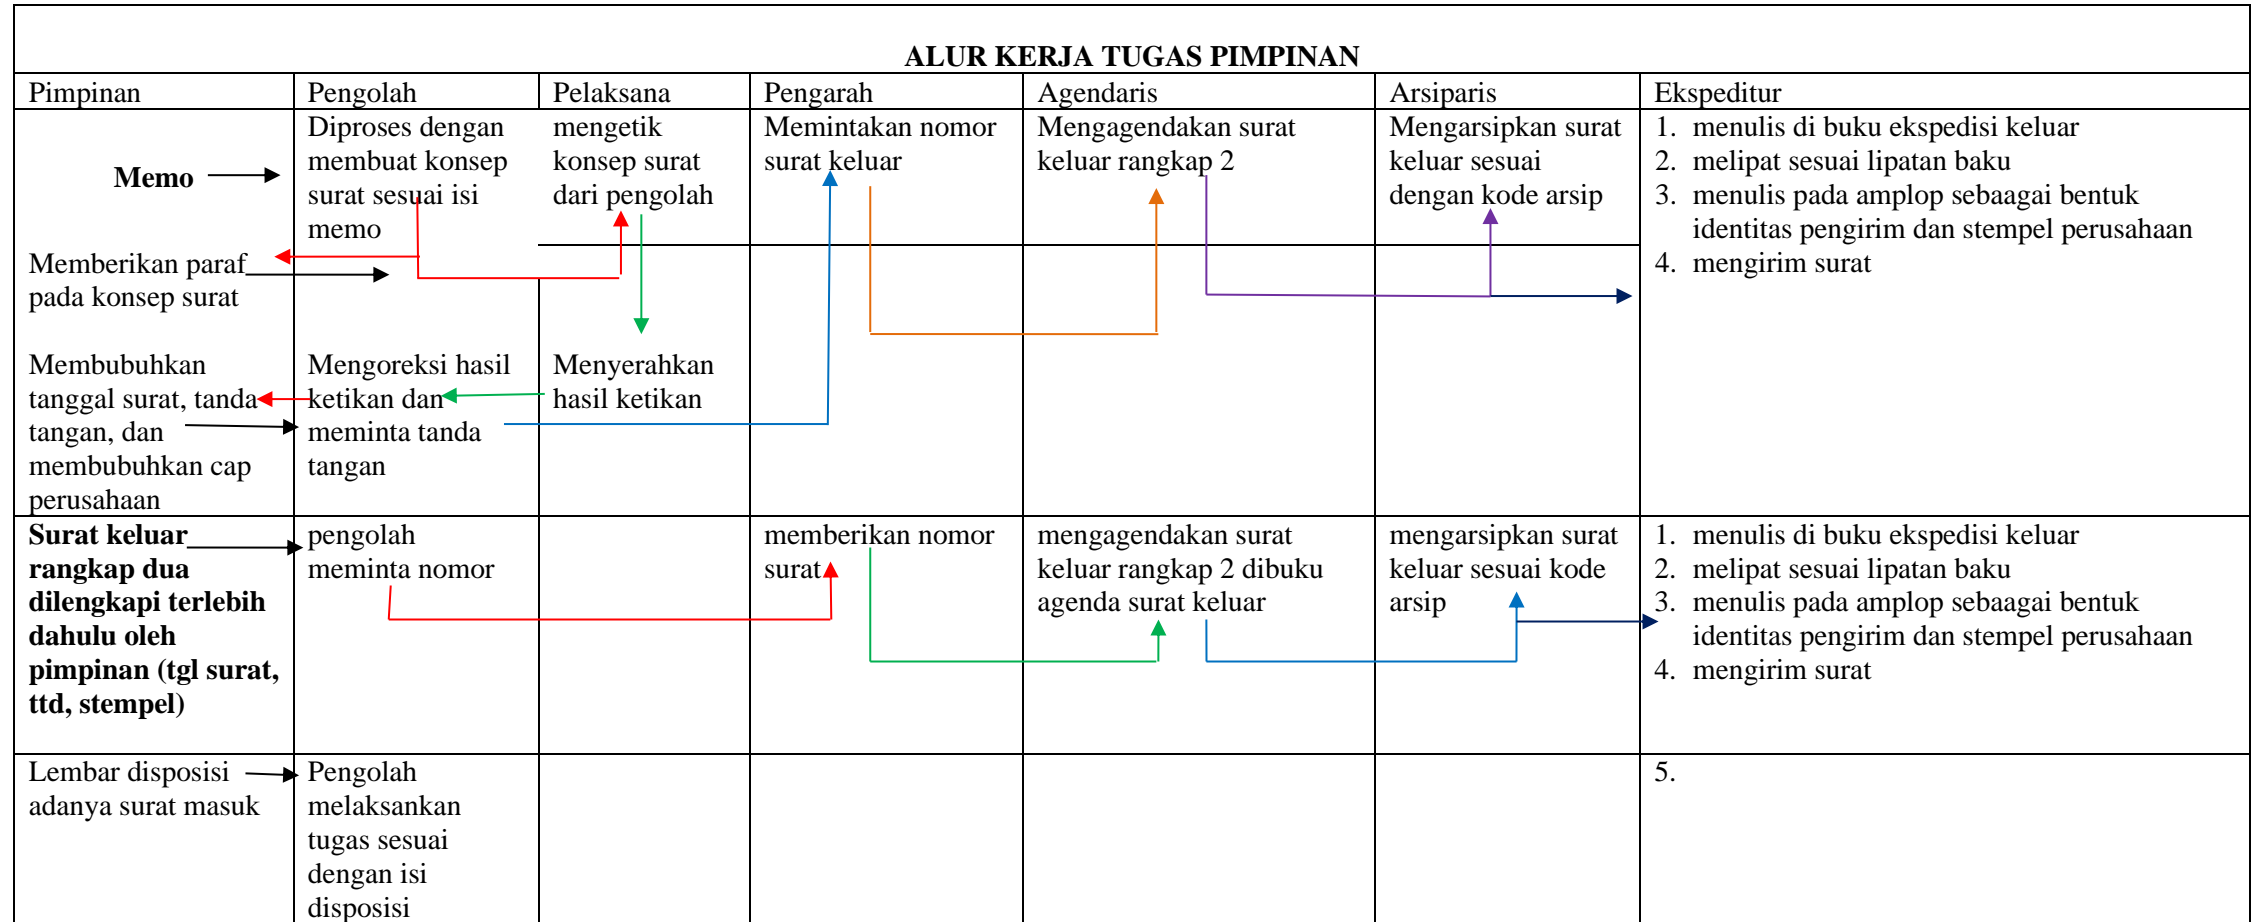 ALUR KERJA TUGAS PIMPINAN
Pimpinan
Pengolah
Pelaksana
Pengarah
Agendaris
Arsiparis
Ekspeditur
Memo
Memberikan paraf
pada konsep surat
Membubuhkan
tanggal surat, tanda
tangan, dan
membubuhkan cap
perusahaan
Diproses dengan
membuat konsep
surat sesuai isi
memo
Mengoreksi hasil
ketikan dan
meminta tanda
tangan
mengetik
konsep surat
dari pengolah
Menyerahkan
hasil ketikan
Memintakan nomor
surat keluar
Mengagendakan surat
keluar rangkap 2
Mengarsipkan surat
keluar sesuai
dengan kode arsip
1. menulis di buku ekspedisi keluar
2. melipat sesuai lipatan baku
3. menulis pada amplop sebaagai bentuk
identitas pengirim dan stempel perusahaan
4. mengirim surat
Surat keluar
rangkap dua
dilengkapi terlebih
dahulu oleh
pimpinan (tgl surat,
ttd, stempel)
pengolah
meminta nomor
memberikan nomor
surat
mengagendakan surat
keluar rangkap 2 dibuku
agenda surat keluar
mengarsipkan surat
keluar sesuai kode
arsip
1. menulis di buku ekspedisi keluar
2. melipat sesuai lipatan baku
3. menulis pada amplop sebaagai bentuk
identitas pengirim dan stempel perusahaan
4. mengirim surat
Lembar disposisi
adanya surat masuk
Pengolah
melaksankan
tugas sesuai
dengan isi
disposisi
5.